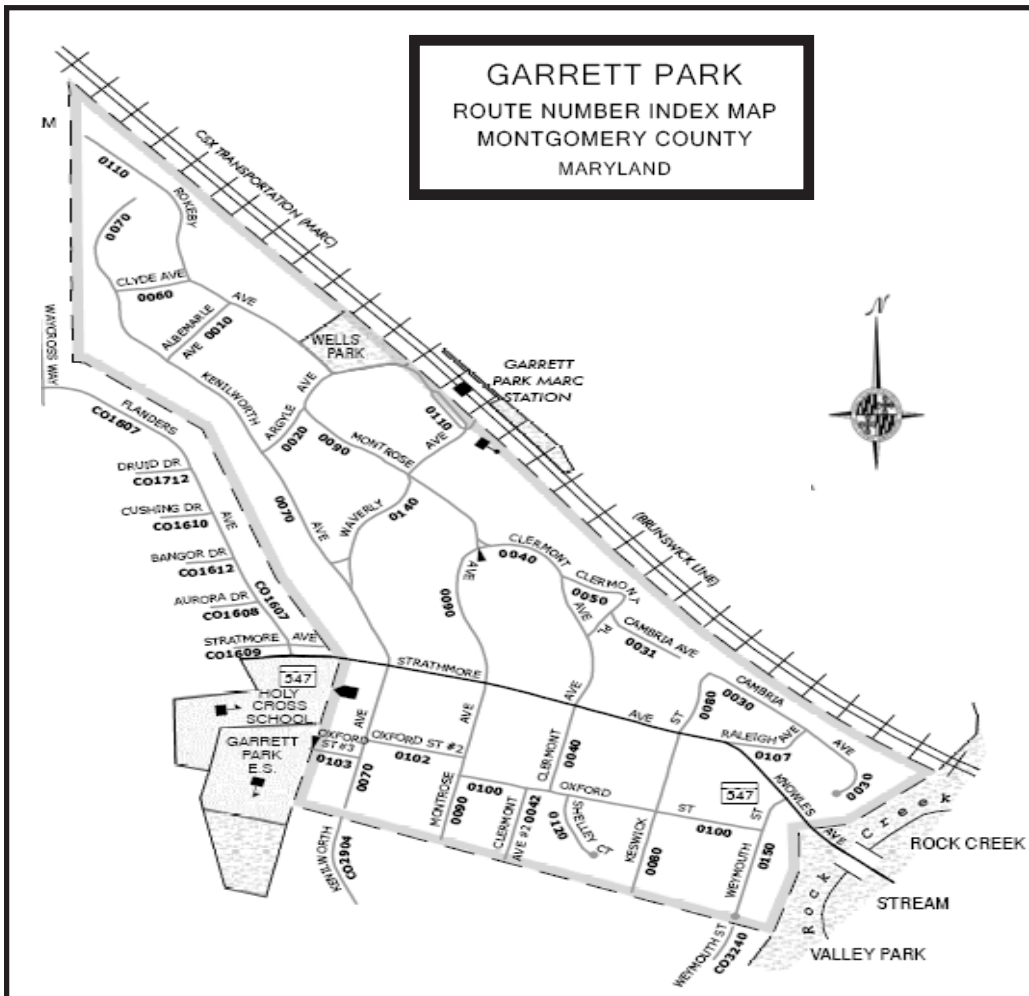 GARRETT PARK
ROUTE NUMBER INDEX MAP
MONTGOMERY COUNTY
MARYLAND
M
CSX TRANSPORTATION (MARC)
0110
ROKEBY
AVE
0070
CLYDE AVE
0060
ALBEMARLE
AVE 0010
WELLS
PARK
GARRETT
PARK MARC
STATION
N
WAYCROSS WAY
KENILWORTH
ARGYLE
AVE
0020
0090
MONTROSE
AVE
0110
FLANDERS
CO1607
DRUID DR
CO1712
CUSHING DR
CO1610
AVE
BANGOR DR
CO1612
AURORA DR
CO1608
CO1607
STRATMORE AVE
CO1609
0070
AVE
WAVERLY
0140
(BRUNSWICK LINE)
CLERMONT
0040
AVE
0090
CLERMON A
0050
AVE
PL
CAMBRIA AVE
0031
STRATHMORE
AVE
AVE
547
HOLY
CROSS
SCHOOL
GARRETT
PARK
E.S.
AVE
OXFORD
ST #3
0103
0070
OXFORD ST #2
0102
AVE
MONTROSE
0090
CLERMONT
0040
0100
OXFORD
ST
0100
CLERMONT
AVE #2
0042
SHELLEY CT
0120
KESWICK
0080
ST
0080
CAMBRIA
0030
AVE
0030
RALEIGH AVE
0107
547
KNOWLES
AVE
WEYMOUTH
ST
0150
KENILWORTH
CO2904
WEYMOUTH ST
CO3240
Rock
Creek
ROCK CREEK
STREAM
VALLEY PARK